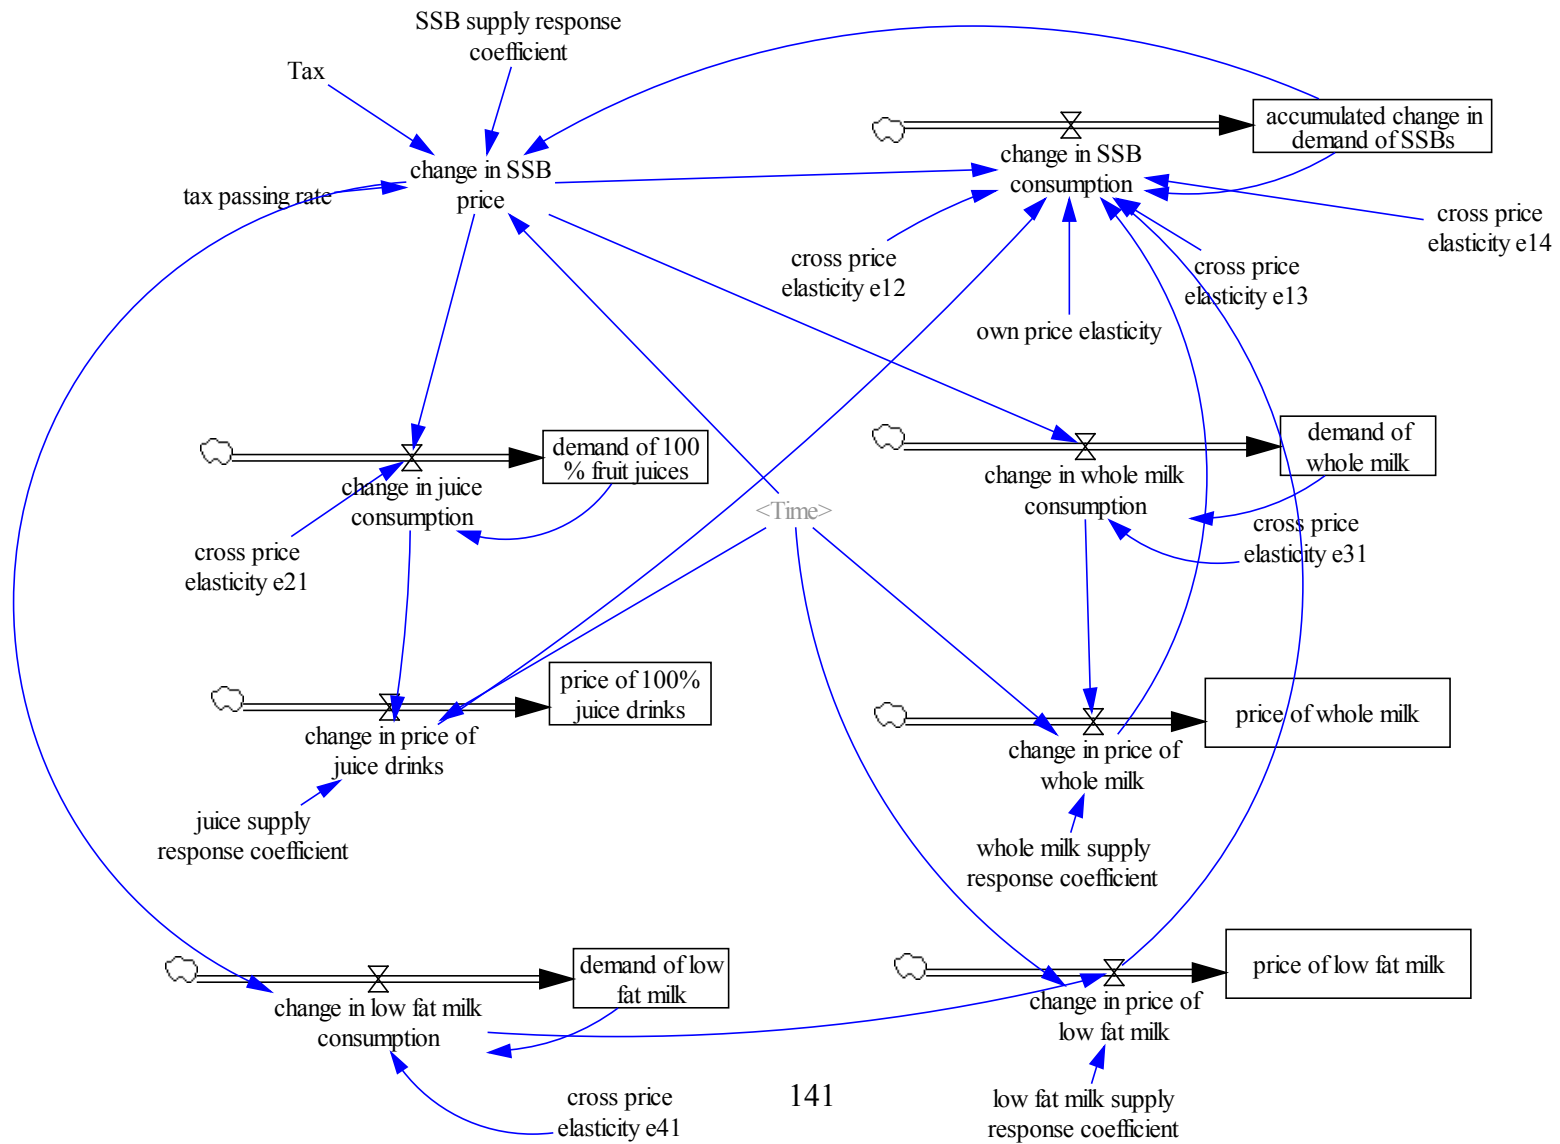 SSB supply response
coefficient
Tax
accumulated change in
demand of SSBs
change in SSB
price
change in SSB
consumption
tax passing rate
cross price
elasticity e14
cross price
elasticity e12
cross price
elasticity e13
own price elasticity
demand of 100
% fruit juices
demand of
whole milk
change in juice
consumption
change in whole milk
consumption
<Time>
cross price
elasticity e21
cross price
elasticity e31
price of 100%
juice drinks
price of whole milk
change in price of
juice drinks
change in price of
whole milk
juice supply
response coefficient
whole milk supply
response coefficient
demand of low
fat milk
price of low fat milk
change in low fat milk
consumption
change in price of
low fat milk
cross price
elasticity e41
141
low fat milk supply
response coefficient